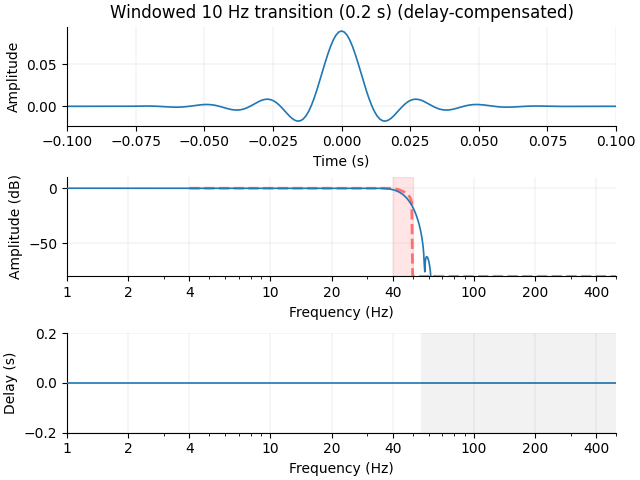 Windowed 10 Hz transition (0.2 s) (delay-compensated)
Amplitude
0.05
0.00
−0.100 −0.075 −0.050 −0.025 0.000 0.025 0.050 0.075 0.100
Time (s)
Amplitude (dB)
0
−50
1 2 4 10 20 40 100 200 400
Frequency (Hz)
Delay (s)
0.2
0.0
−0.2
1 2 4 10 20 40 100 200 400
Frequency (Hz)